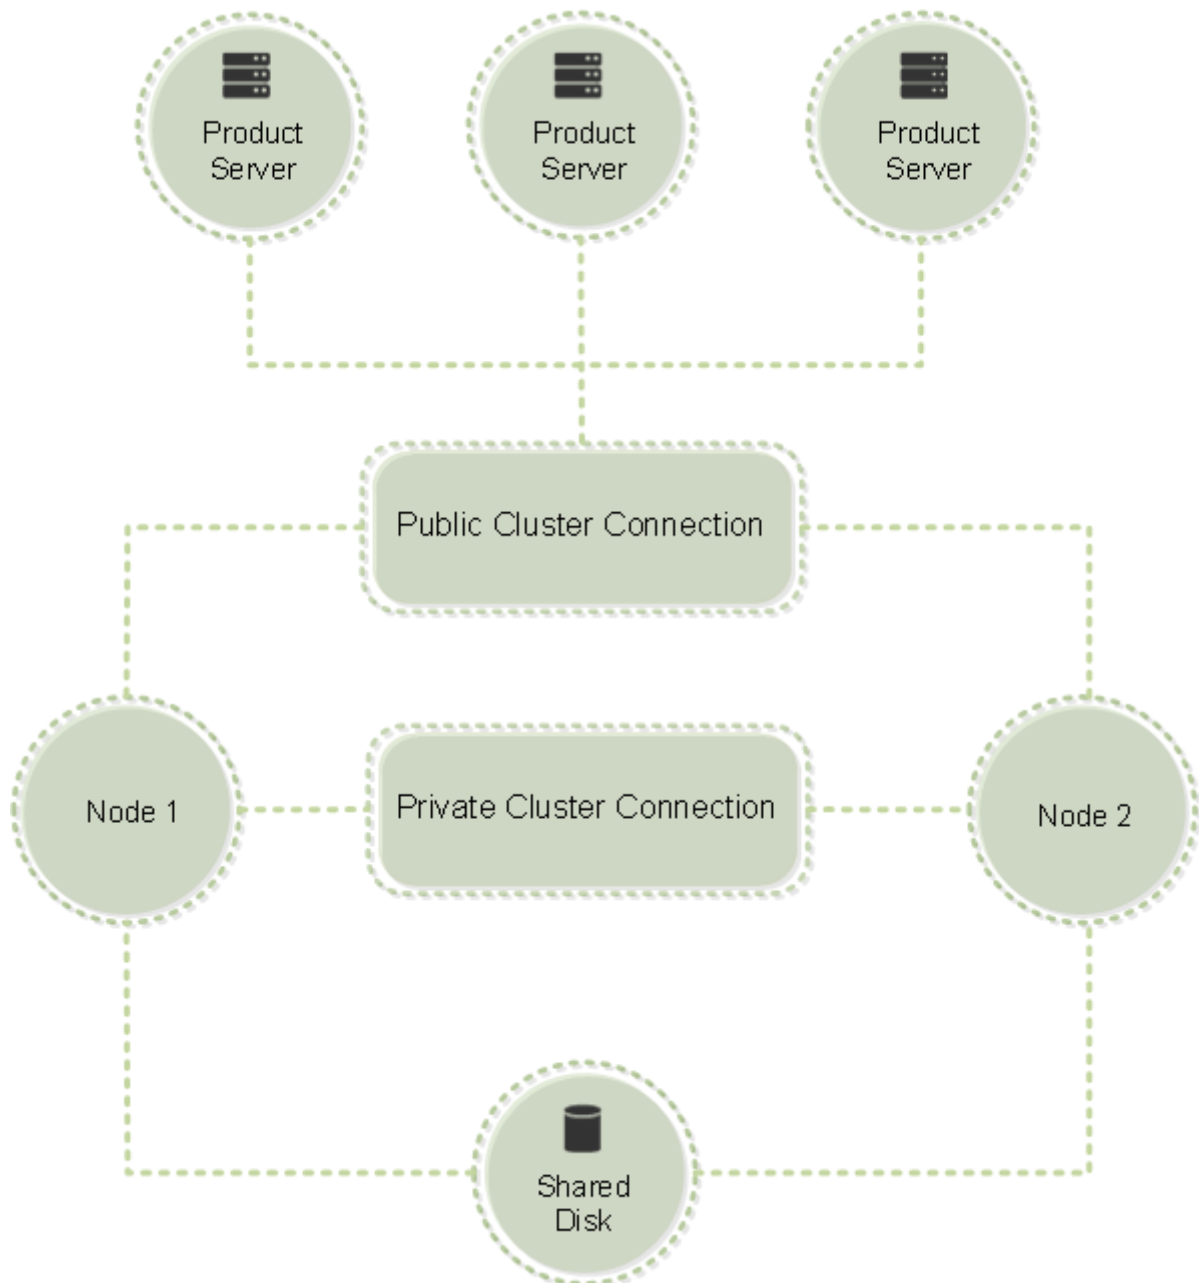 Product
Server
Product
Server
Product
Server
Public Cluster Connection
Node 1
Private Cluster Connection
Node 2
Shared
Disk